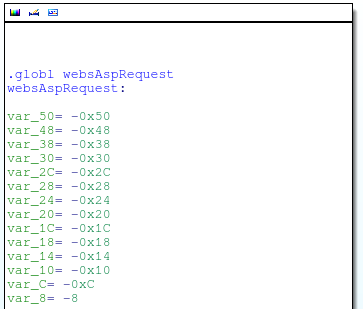 .globl websAspRequest
websAspRequest:
var_50= -0x50
var_48= -0x48
var_38= -0x38
var_30= -0x30
var_2C= -0x2C
var_28= -0x28
var_24= -0x24
var_20= -0x20
var_1C= -0x1C
var_18= -0x18
var_14= -0x14
var_10= -0x10
var_C= -0xC
var_8= -8